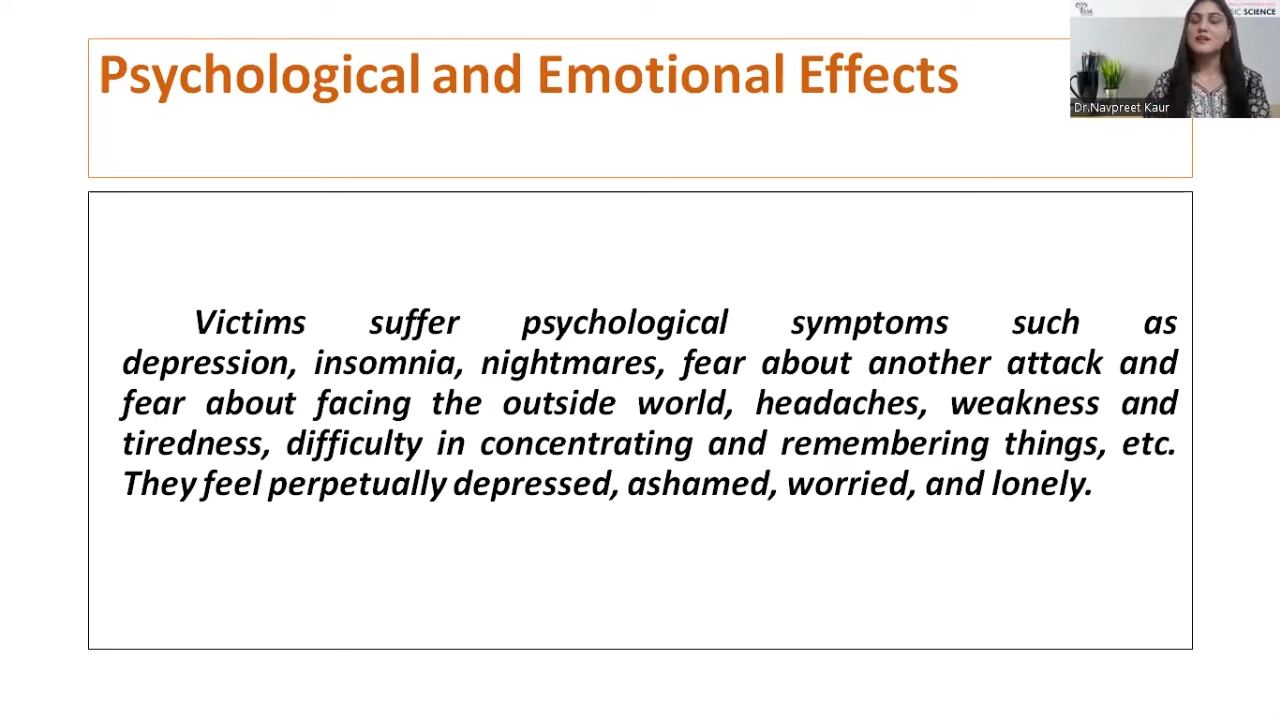 Psychological and Emotional Effects
SIC SCIENCE
Dr.Navpreet Kaur
Victims suffer psychological symptoms such as
depression, insomnia, nightmares, fear about another attack and
fear about facing the outside world, headaches, weakness and
tiredness, difficulty in concentrating and remembering things, etc.
They feel perpetually depressed, ashamed, worried, and lonely.